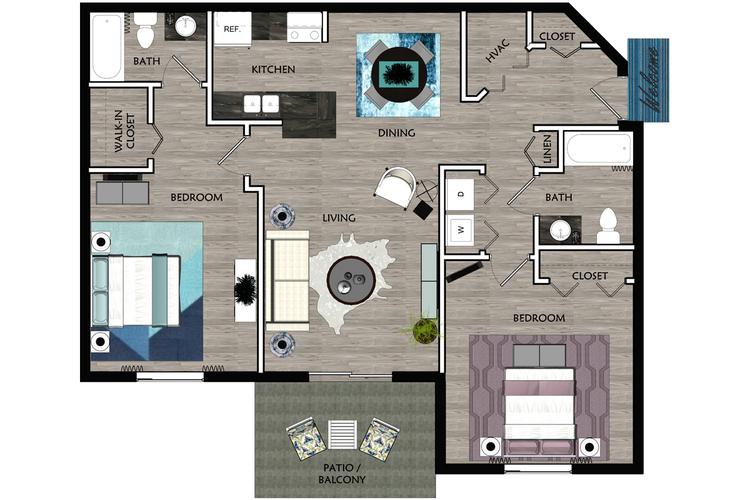 REF.
BATH
KITCHEN
HVAC
CLOSET
Welcome
WALK-IN
CLOSET
DINING
LINEN
BEDROOM
LIVING
D
W
BATH
CLOSET
BEDROOM
PATIO /
BALCONY